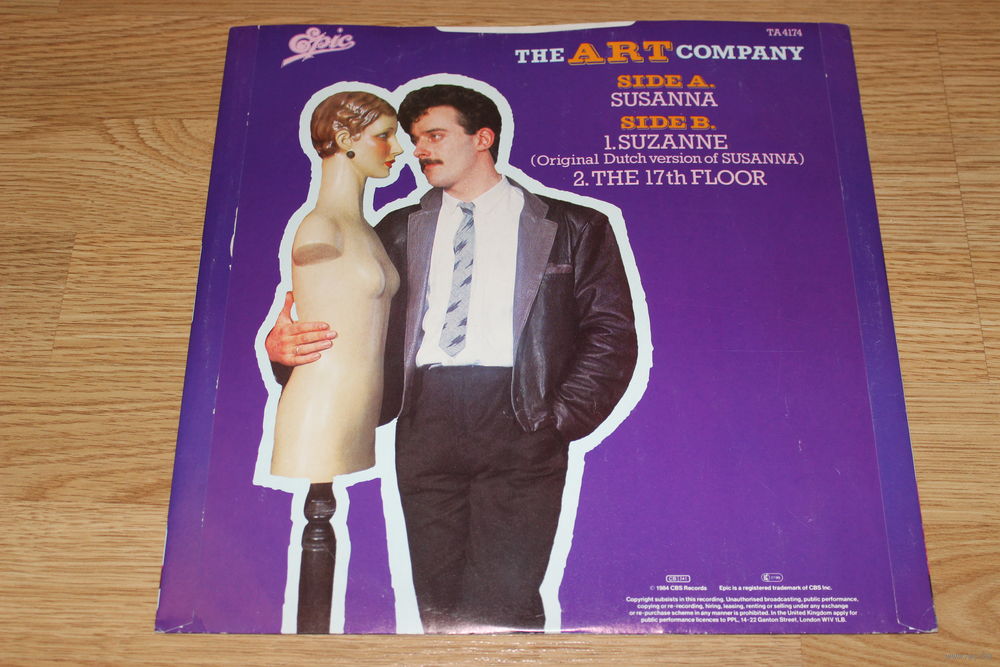 Epic
TA 4174
THE ART COMPANY
SIDE A.
SUSANNA
SIDE B.
1. SUZANNE
(Original Dutch version of SUSANNA)
2. THE 17th FLOOR
© 1984 CBS Records Epic is a registered trademark of CBS Inc.
Copyright subsists in this recording. Unauthorised broadcasting, public performance,
copying or re-recording, hiring, leasing, renting or selling under any exchange
or re-purchase scheme in any manner is prohibited. In the United Kingdom apply for
public performance licences to PPL, 14-22 Ganton Street, London W1V 1LB.